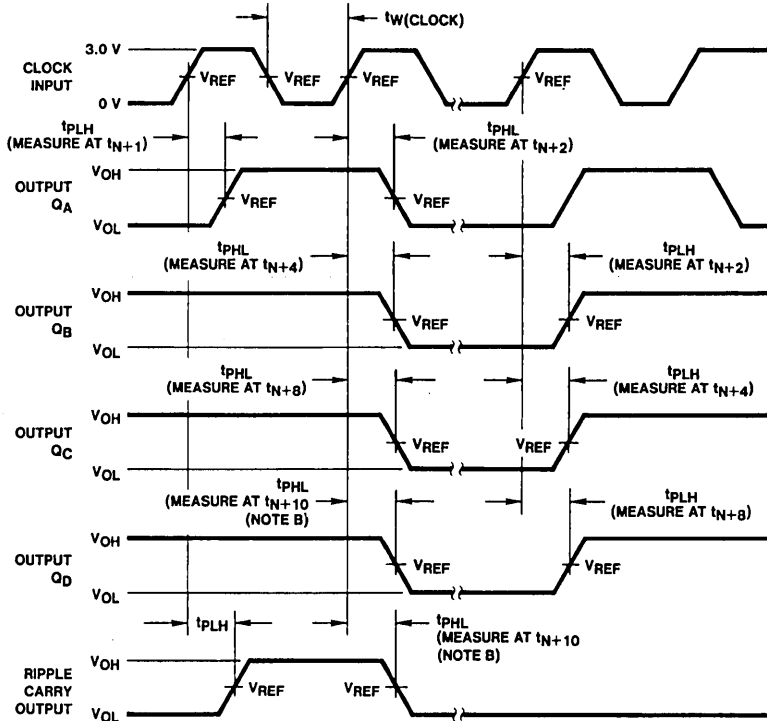 tW(CLOCK)
3.0 V
CLOCK
INPUT
VREF
VREF
VREF
VREF
0 V
tPLH
(MEASURE AT tN+1)
tPHL
(MEASURE AT tN+2)
VOH
OUTPUT
QA
VREF
VREF
VOL
tPHL
(MEASURE AT tN+4)
tPLH
(MEASURE AT tN+2)
VOH
OUTPUT
QB
VREF
VREF
VOL
tPHL
(MEASURE AT tN+8)
tPLH
(MEASURE AT tN+4)
VOH
OUTPUT
QC
VREF
VREF
VOL
tPHL
(MEASURE AT tN+10
(NOTE B)
tPLH
(MEASURE AT tN+8)
VOH
OUTPUT
QD
VREF
VREF
VOL
tPLH
tPHL
(MEASURE AT tN+10
(NOTE B)
VOH
RIPPLE
CARRY
OUTPUT
VREF
VREF
VOL